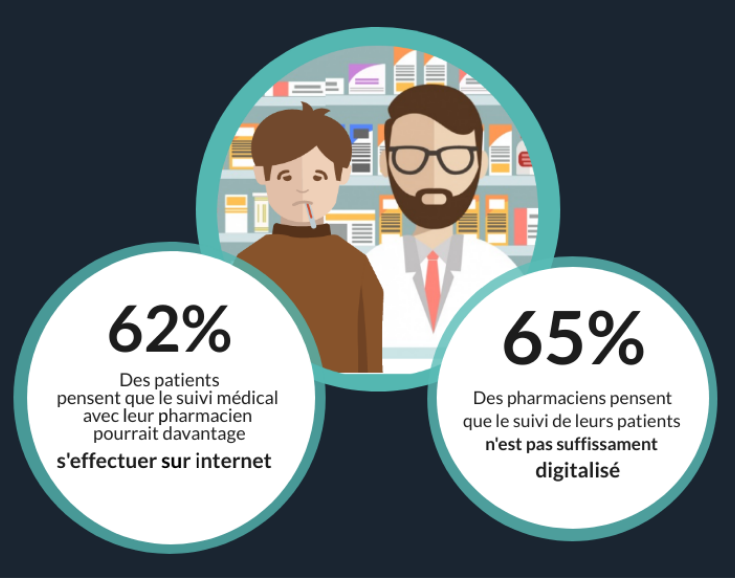 62%
Des patients
pensent que le suivi médical
avec leur pharmacien
pourrait davantage
s'effectuer sur internet
65%
Des pharmaciens pensent
que le suivi de leurs patients
n'est pas suffissament
digitalisé